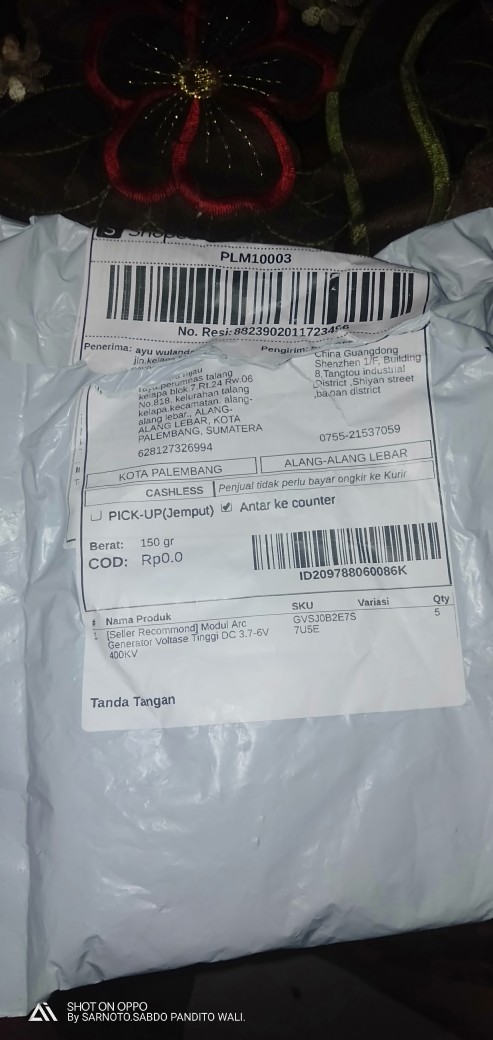 PLM10003
No. Resi: 8823902011723466
Penerima: ayu
Pengirim:
China Guangdong
Shenzhen 1/F, Building
8,Tangtou industrial
District ,Shiyan street
,baoan district
perumnas talang
kelapa blok 7.Rt.24 Rw.06
No.818. kelurahan talang
kelapa.kecamatan. alang-
alang lebar., ALANG-
ALANG LEBAR, KOTA
PALEMBANG, SUMATERA
628127326994
0755-21537059
KOTA PALEMBANG
ALANG-ALANG LEBAR
CASHLESS
Penjual tidak perlu bayar ongkir ke Kurir
PICK-UP(Jemput)
Antar ke counter
Berat: 150 gr
COD: Rp0.0
ID209788060086K
# Nama Produk SKU Variasi Qty
1 [Seller Recommond] Modul Arc GVSJ0B2E7S 5
Generator Voltase Tinggi DC 3.7-6V 7U5E
400KV
Tanda Tangan
SHOT ON OPPO
By SARNOTO.SABDO PANDITO WALI.